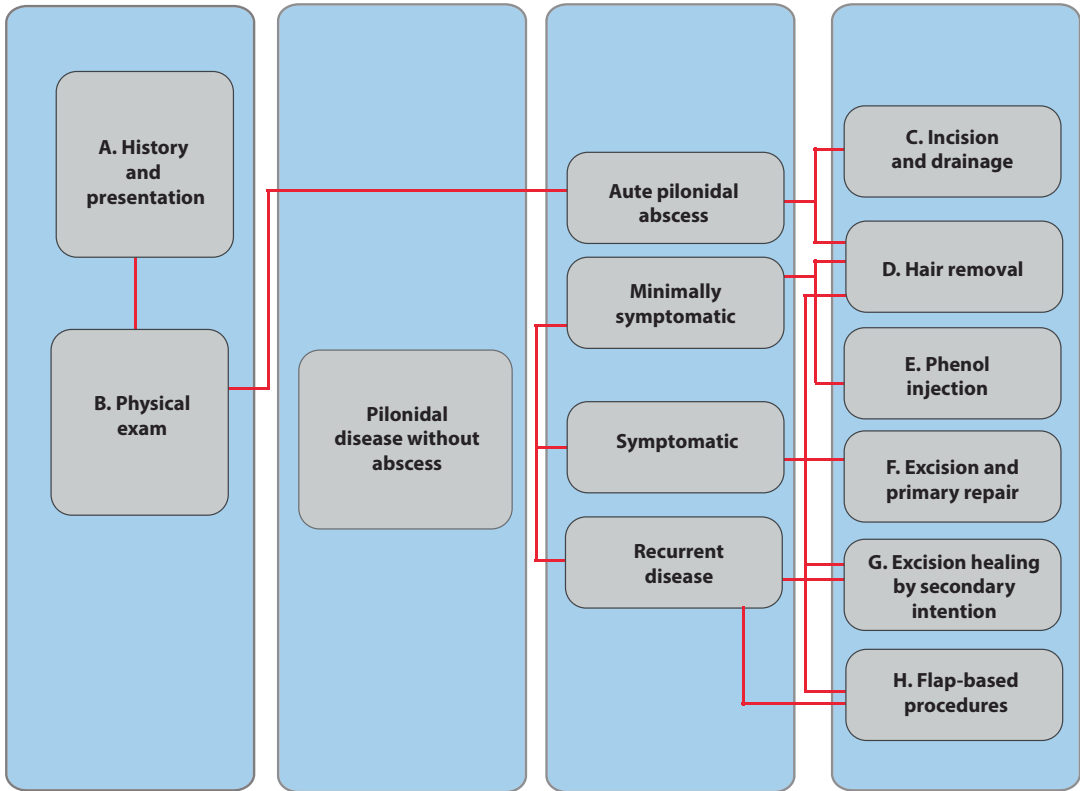 A. History
and
presentation
B. Physical
exam
Pilonidal
disease without
abscess
Aute pilonidal
abscess
Minimally
symptomatic
Symptomatic
Recurrent
disease
C. Incision
and drainage
D. Hair removal
E. Phenol
injection
F. Excision and
primary repair
G. Excision healing
by secondary
intention
H. Flap-based
procedures